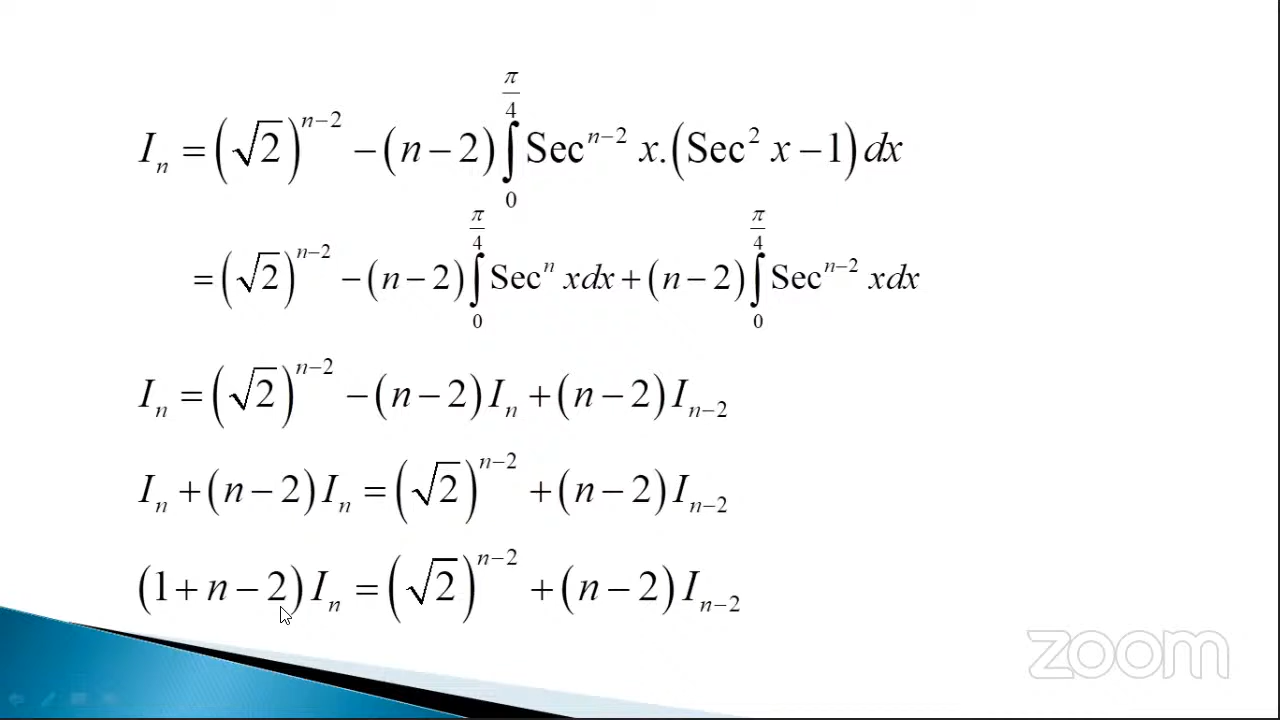 I_n = (√2)^{n−2} − (n−2) ∫_0^{π/4} Sec^{n−2} x.(Sec^2 x − 1) dx
= (√2)^{n−2} − (n−2) ∫_0^{π/4} Sec^n xdx + (n−2) ∫_0^{π/4} Sec^{n−2} xdx
I_n = (√2)^{n−2} − (n−2) I_n + (n−2) I_{n−2}
I_n + (n−2) I_n = (√2)^{n−2} + (n−2) I_{n−2}
(1 + n − 2) I_n = (√2)^{n−2} + (n−2) I_{n−2}
zoom